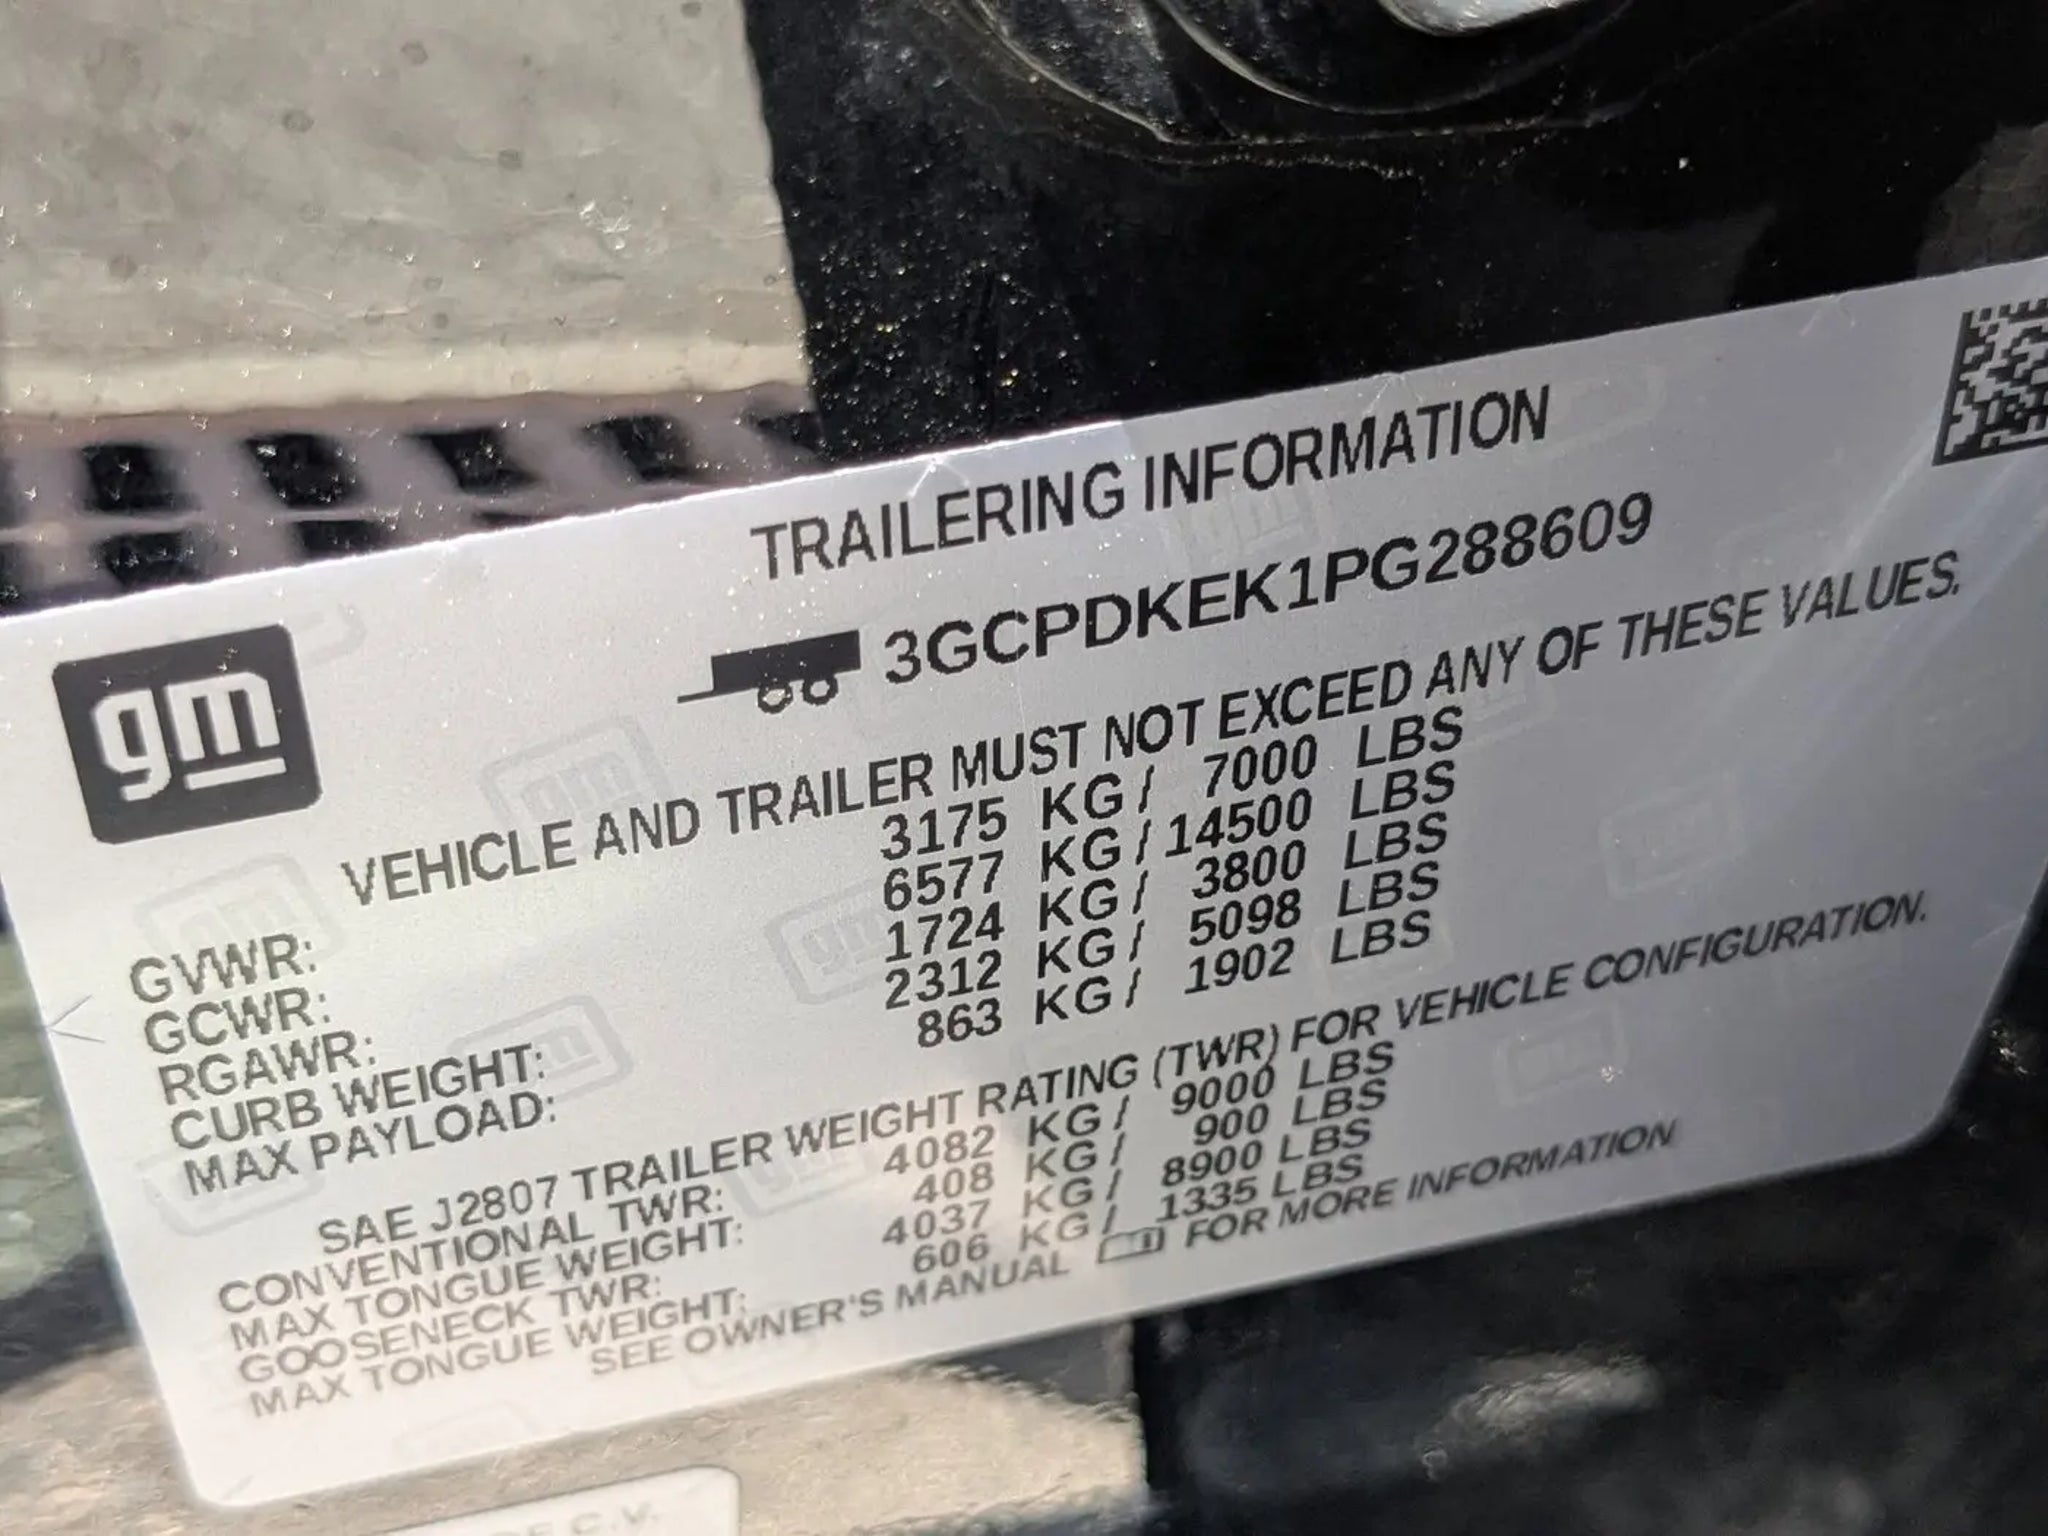 TRAILERING INFORMATION
3GCPDKEK1PG288609
gm
VEHICLE AND TRAILER MUST NOT EXCEED ANY OF THESE VALUES.
GVWR: 3175 KG/ 7000 LBS
GCWR: 6577 KG/14500 LBS
RGAWR: 1724 KG/ 3800 LBS
CURB WEIGHT: 2312 KG/ 5098 LBS
MAX PAYLOAD: 863 KG/ 1902 LBS
SAE J2807 TRAILER WEIGHT RATING (TWR) FOR VEHICLE CONFIGURATION.
CONVENTIONAL TWR: 4082 KG/ 9000 LBS
MAX TONGUE WEIGHT: 408 KG/ 900 LBS
GOOSENECK TWR: 4037 KG/ 8900 LBS
MAX TONGUE WEIGHT: 606 KG/ 1335 LBS
SEE OWNER'S MANUAL FOR MORE INFORMATION
C.V.